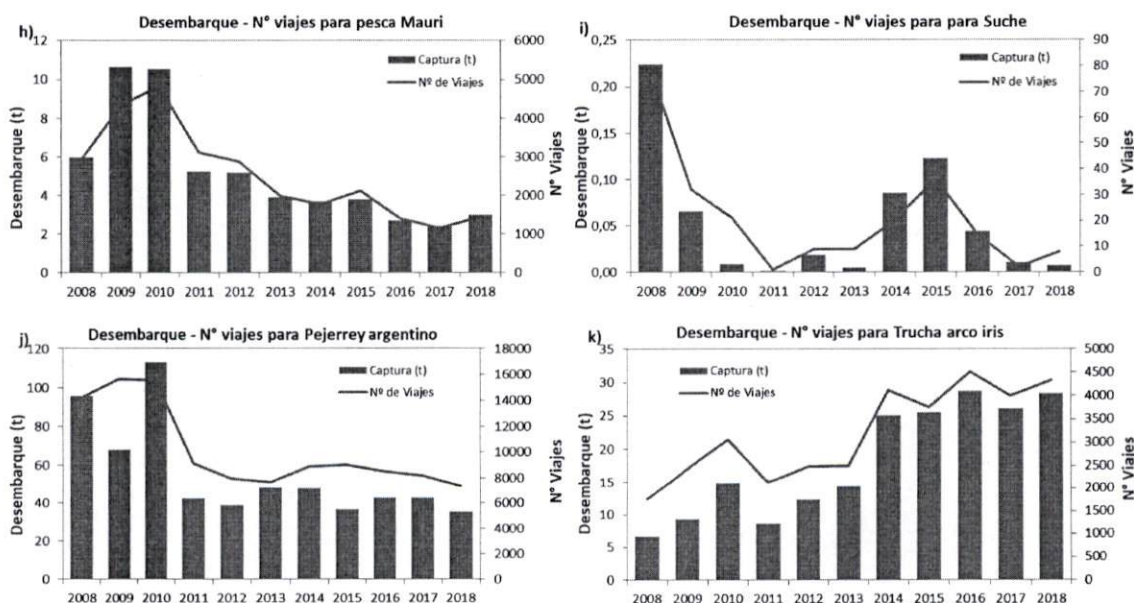 h) Desembarque - N° viajes para pesca Mauri
Desembarque (t)
12
10
8
6
4
2
0
6000
5000
4000
3000
2000
1000
0
N° Viajes
Captura (t)
Nº de Viajes
2008 2009 2010 2011 2012 2013 2014 2015 2016 2017 2018
i) Desembarque - N° viajes para para Suche
Desembarque (t)
0,25
0,20
0,15
0,10
0,05
0,00
90
80
70
60
50
40
30
20
10
0
N° Viajes
Captura (t)
Nº de Viajes
2008 2009 2010 2011 2012 2013 2014 2015 2016 2017 2018
j) Desembarque - N° viajes para Pejerrey argentino
Desembarque (t)
120
100
80
60
40
20
0
18000
16000
14000
12000
10000
8000
6000
4000
2000
0
N° Viajes
Captura (t)
Nº de Viajes
2008 2009 2010 2011 2012 2013 2014 2015 2016 2017 2018
k) Desembarque - N° viajes para Trucha arco iris
Desembarque (t)
35
30
25
20
15
10
5
0
5000
4500
4000
3500
3000
2500
2000
1500
1000
500
0
N° Viajes
Captura (t)
Nº de Viajes
2008 2009 2010 2011 2012 2013 2014 2015 2016 2017 2018